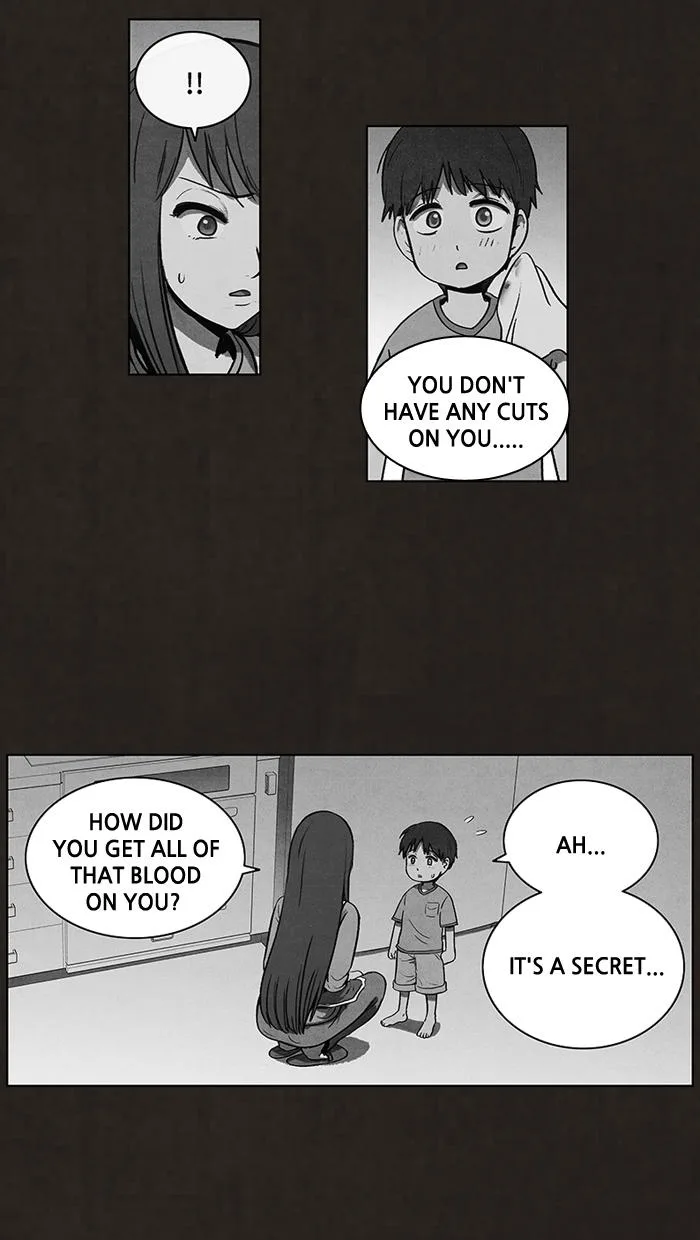 !!
YOU DON'T
HAVE ANY CUTS
ON YOU.....
HOW DID
YOU GET ALL OF
THAT BLOOD
ON YOU?
AH...
IT'S A SECRET...